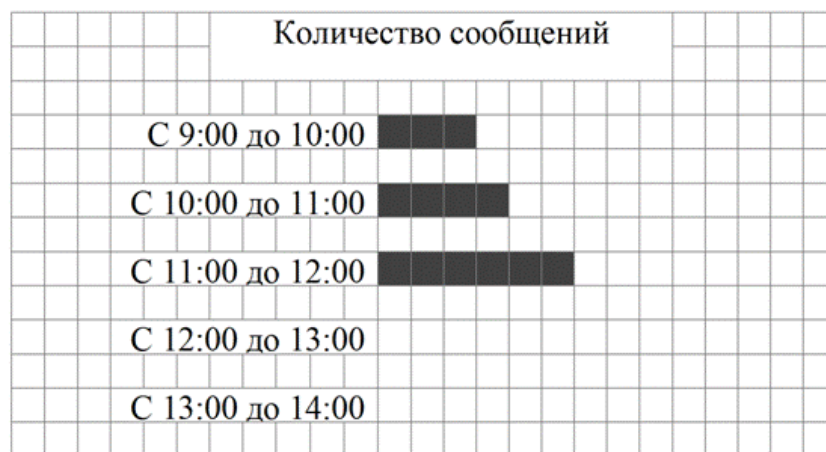 Количество сообщений
С 9:00 до 10:00
С 10:00 до 11:00
С 11:00 до 12:00
С 12:00 до 13:00
С 13:00 до 14:00